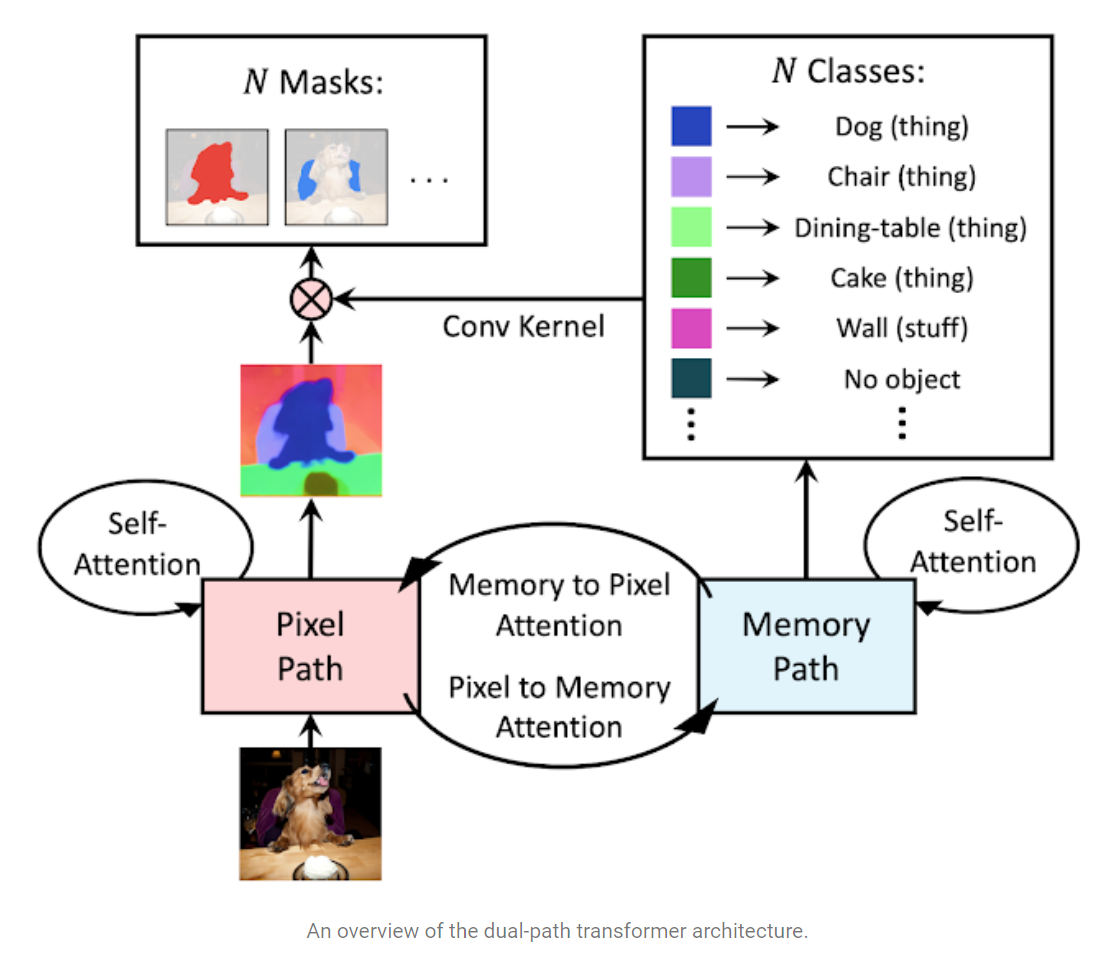 N Masks:
. . .
N Classes:
Dog (thing)
Chair (thing)
Dining-table (thing)
Cake (thing)
Wall (stuff)
No object
Conv Kernel
Self-
Attention
Memory to Pixel
Attention
Pixel to Memory
Attention
Self-
Attention
Pixel
Path
Memory
Path
An overview of the dual-path transformer architecture.